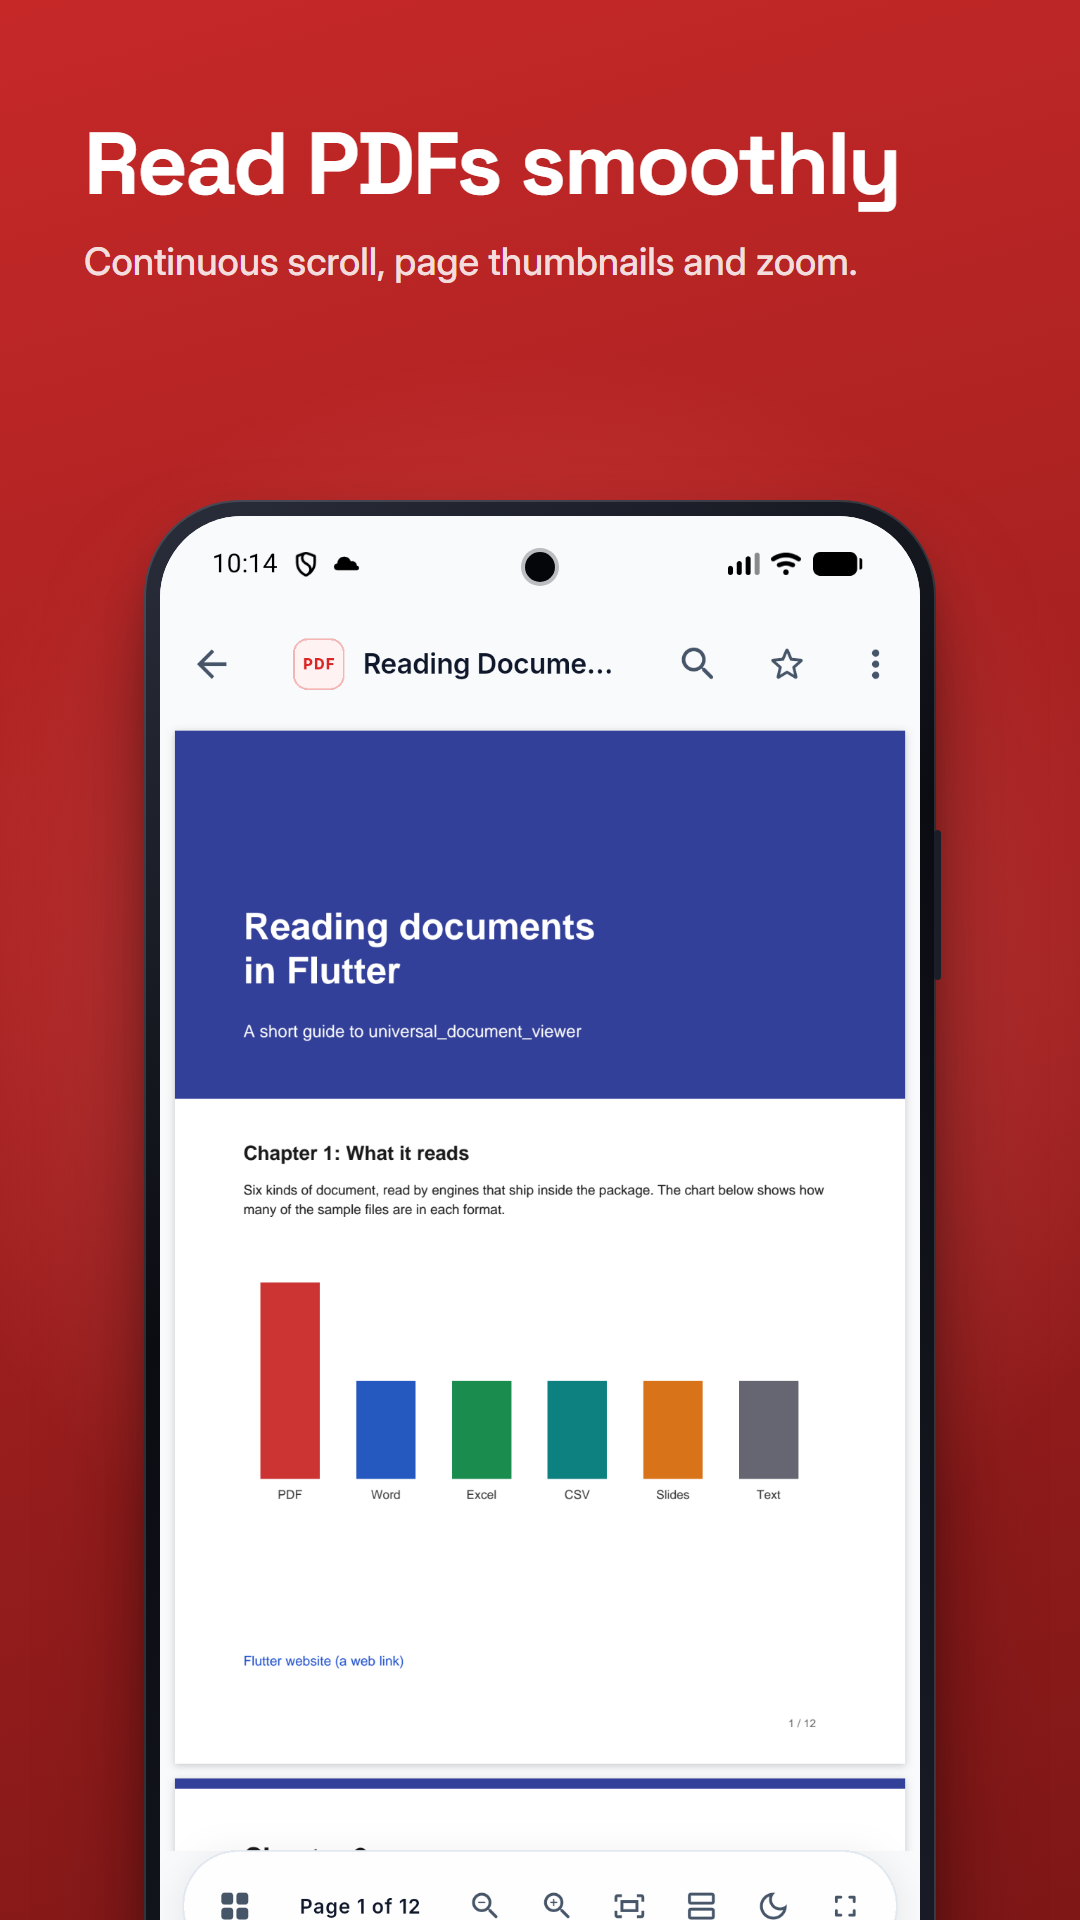 Read PDFs smoothly
Continuous scroll, page thumbnails and zoom.
10:14
PDF
Reading Docume...
Reading documents
in Flutter
A short guide to universal_document_viewer
Chapter 1: What it reads
Six kinds of document, read by engines that ship inside the package. The chart below shows how
many of the sample files are in each format.
PDF Word Excel CSV Slides Text
Flutter website (a web link)
1 / 12
Page 1 of 12